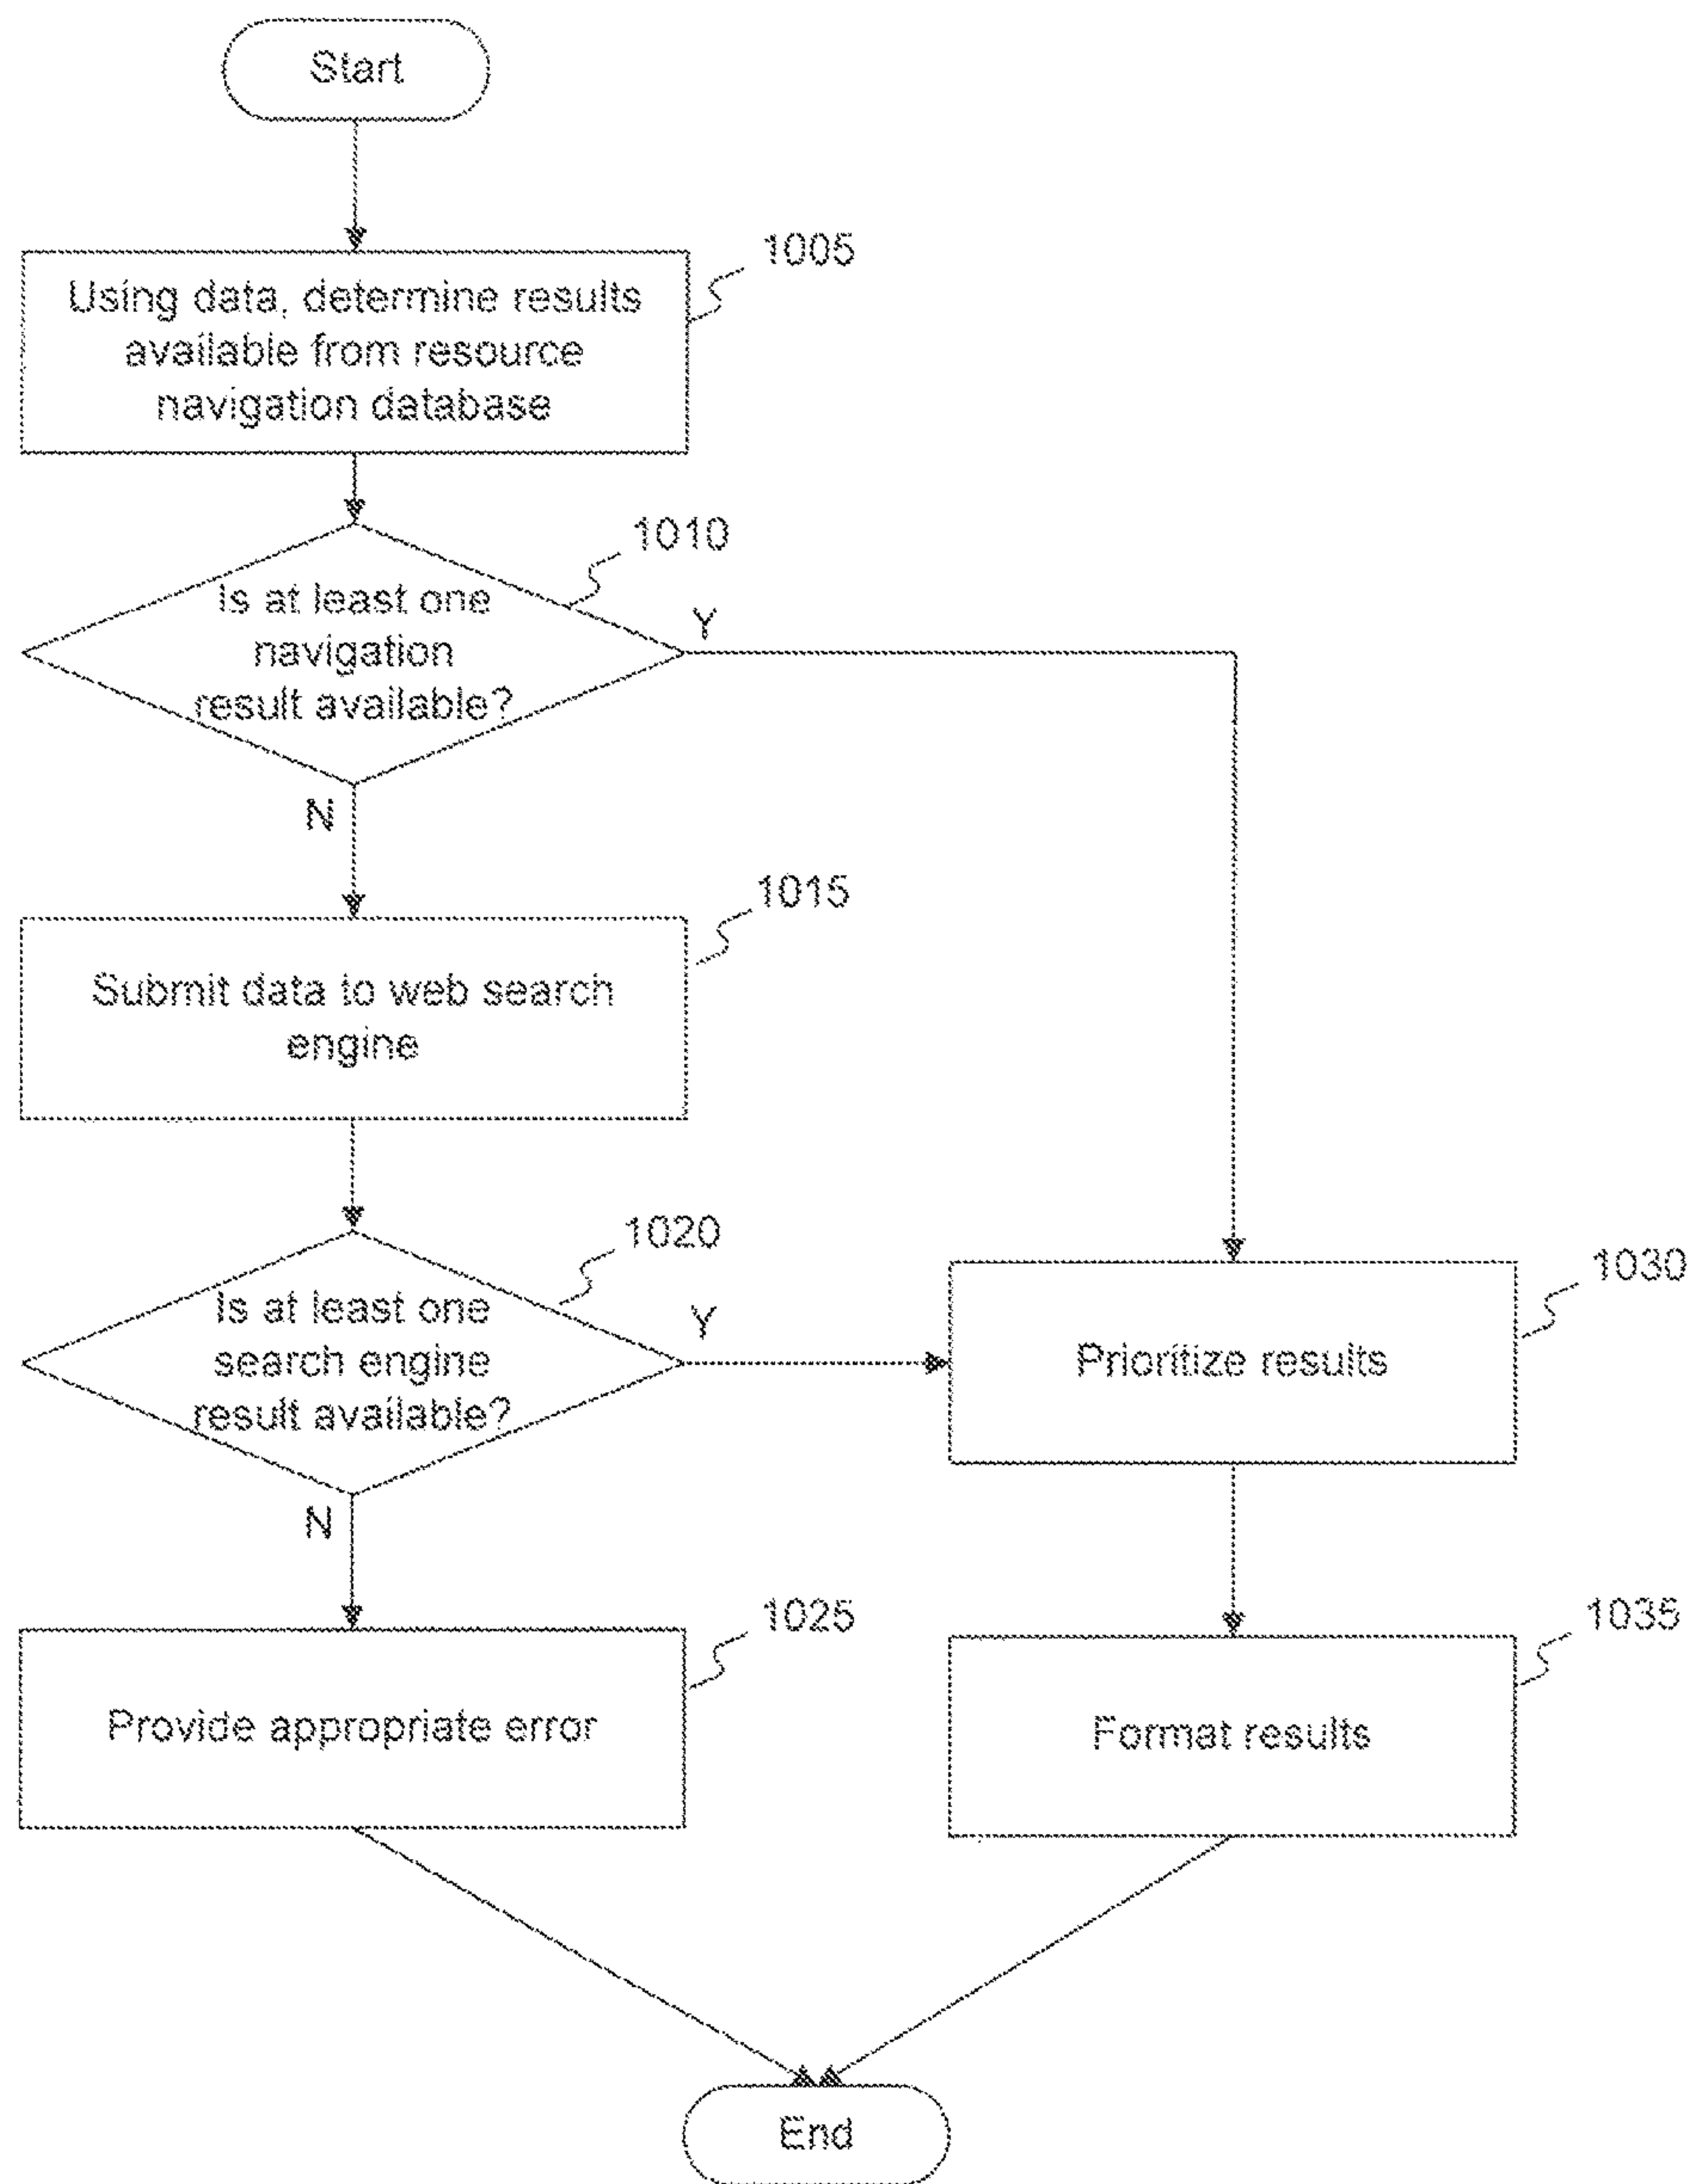 Start
1005
Using data, determine results
available from resource
navigation database
1010
Is at least one
navigation
result available?
Y
N
1015
Submit data to web search
engine
1020
Is at least one
search engine
result available?
Y
1030
Prioritize results
N
1025
Provide appropriate error
1035
Format results
End